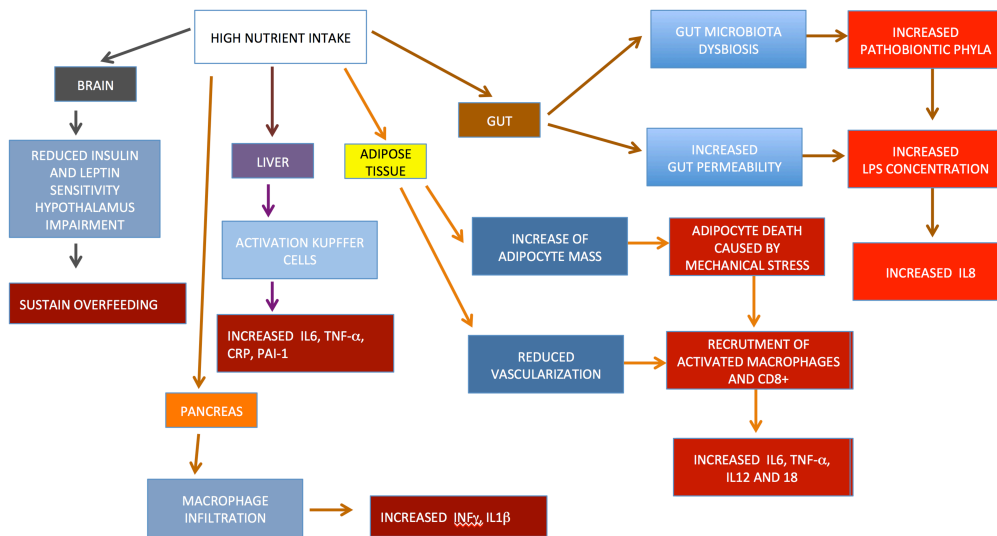 HIGH NUTRIENT INTAKE
BRAIN
REDUCED INSULIN
AND LEPTIN
SENSITIVITY
HYPOTHALAMUS
IMPAIRMENT
SUSTAIN OVERFEEDING
LIVER
ACTIVATION KUPFFER
CELLS
INCREASED IL6, TNF-α,
CRP, PAI-1
PANCREAS
MACROPHAGE
INFILTRATION
INCREASED INFγ, IL1β
ADIPOSE
TISSUE
INCREASE OF
ADIPOCYTE MASS
ADIPOCYTE DEATH
CAUSED BY
MECHANICAL STRESS
REDUCED
VASCULARIZATION
RECRUTMENT OF
ACTIVATED MACROPHAGES
AND CD8+
INCREASED IL6, TNF-α,
IL12 AND 18
GUT
GUT MICROBIOTA
DYSBIOSIS
INCREASED
PATHOBIONTIC PHYLA
INCREASED
GUT PERMEABILITY
INCREASED
LPS CONCENTRATION
INCREASED IL8